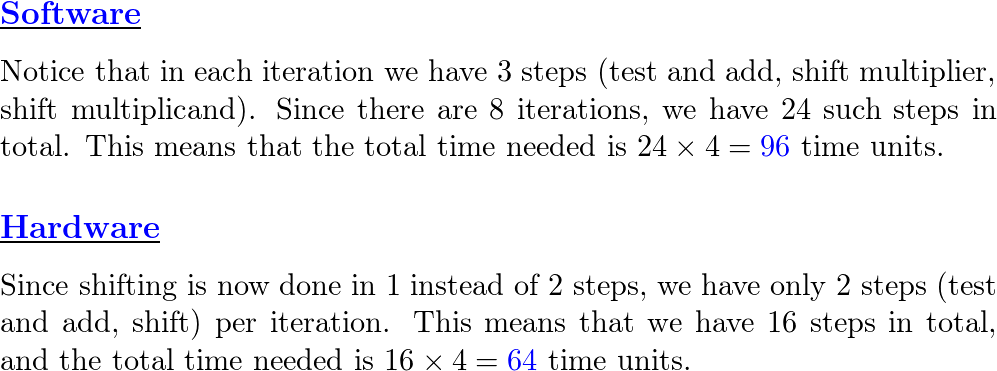 Software
Notice that in each iteration we have 3 steps (test and add, shift multiplier,
shift multiplicand). Since there are 8 iterations, we have 24 such steps in
total. This means that the total time needed is 24 × 4 = 96 time units.
Hardware
Since shifting is now done in 1 instead of 2 steps, we have only 2 steps (test
and add, shift) per iteration. This means that we have 16 steps in total,
and the total time needed is 16 × 4 = 64 time units.